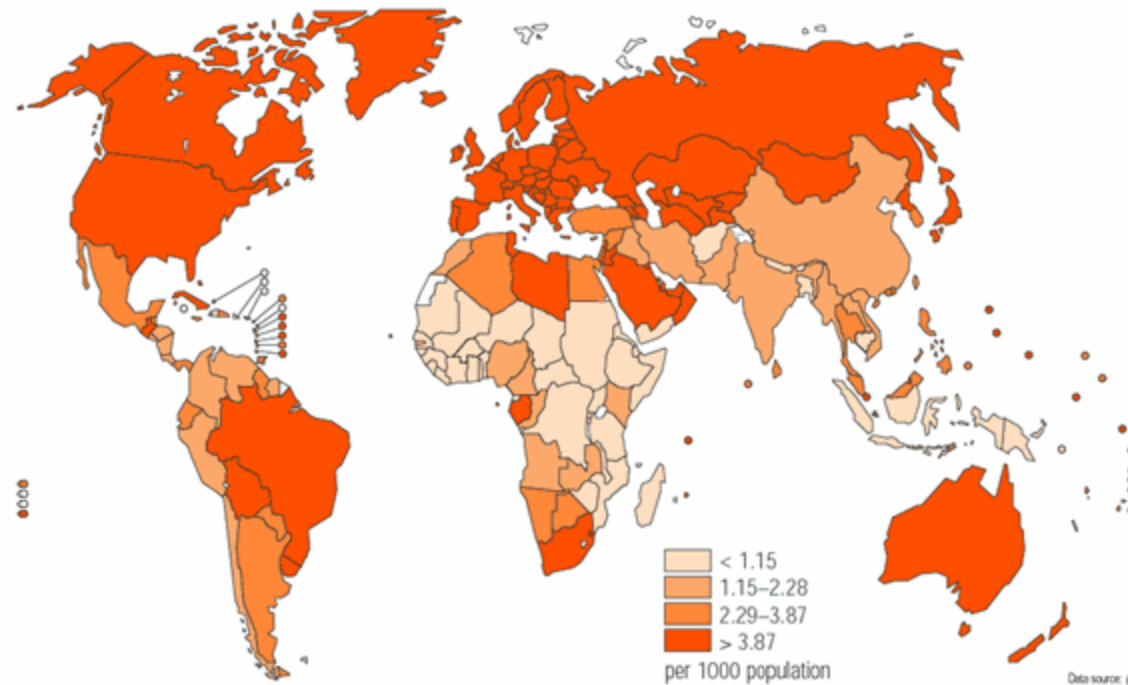 < 1.15
1.15–2.28
2.29–3.87
> 3.87
per 1000 population
Data source: